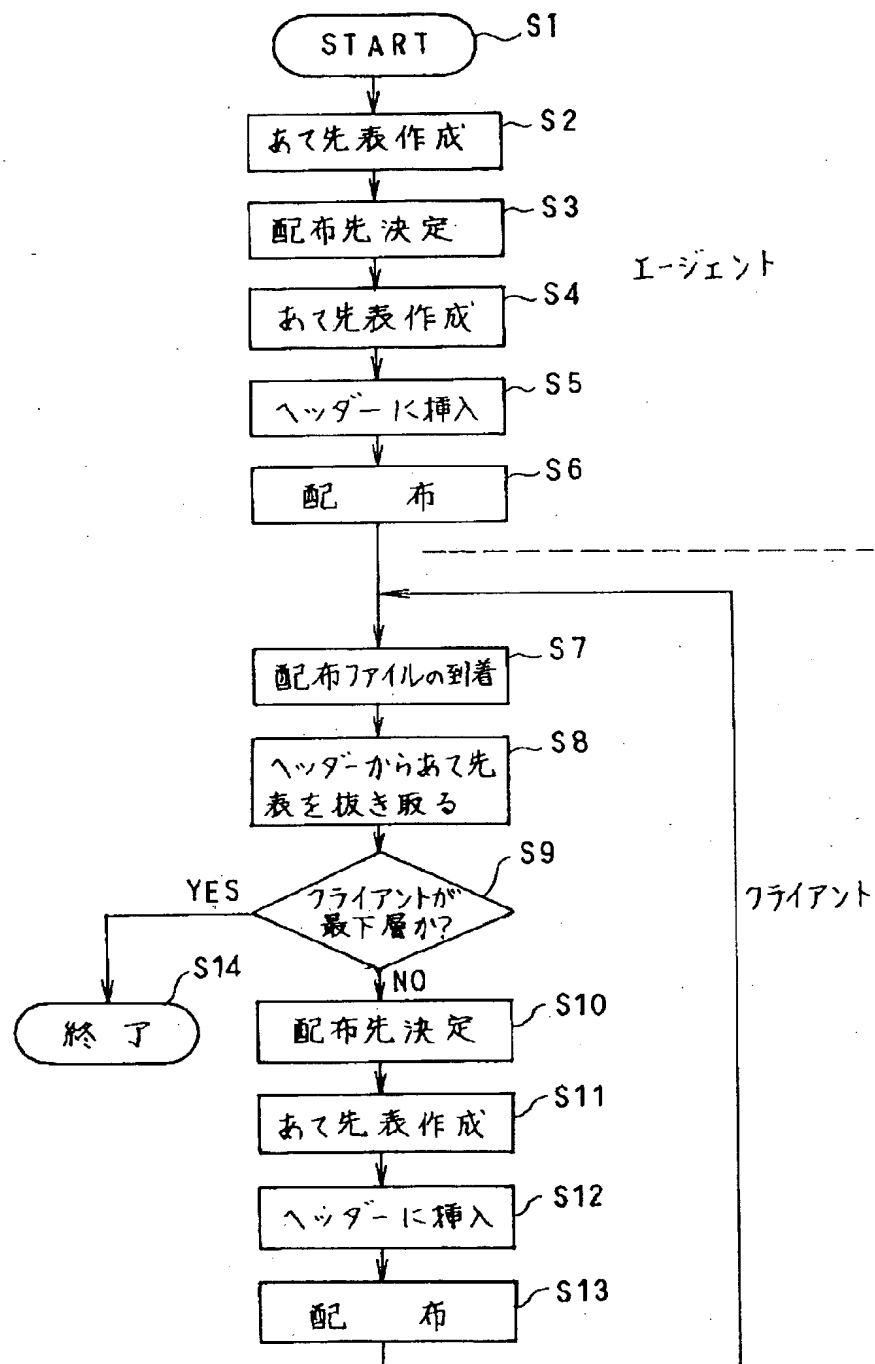 START
S1
あて先表作成
S2
配布先決定
S3
エージェント
あて先表作成
S4
ヘッダーに挿入
S5
配 布
S6
配布ファイルの到着
S7
ヘッダーからあて先
表を抜き取る
S8
クライアントが
最下層か?
S9
YES
NO
クライアント
終 了
S14
配布先決定
S10
あて先表作成
S11
ヘッダーに挿入
S12
配 布
S13